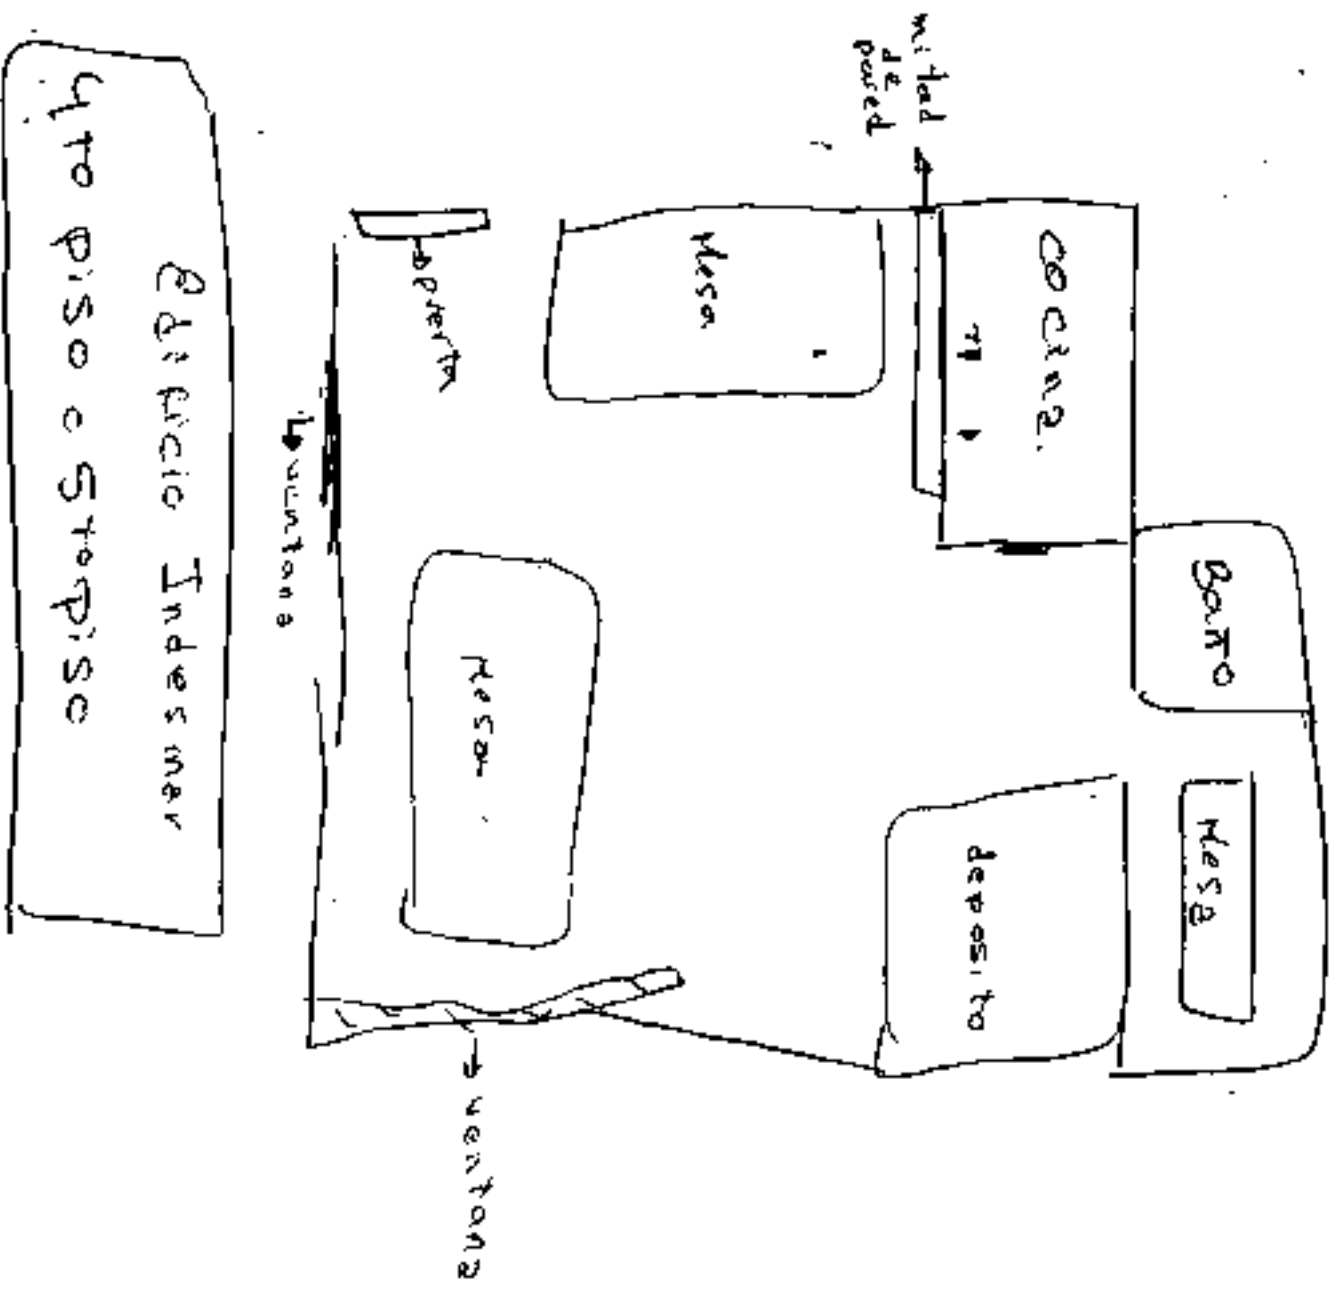 Baño
Mesa
cocina.
deposito
mitad
de
pared
Mesa
Mesa
Puerta
ventana
ventana
Edificio Indesmar
4to piso o 5to piso